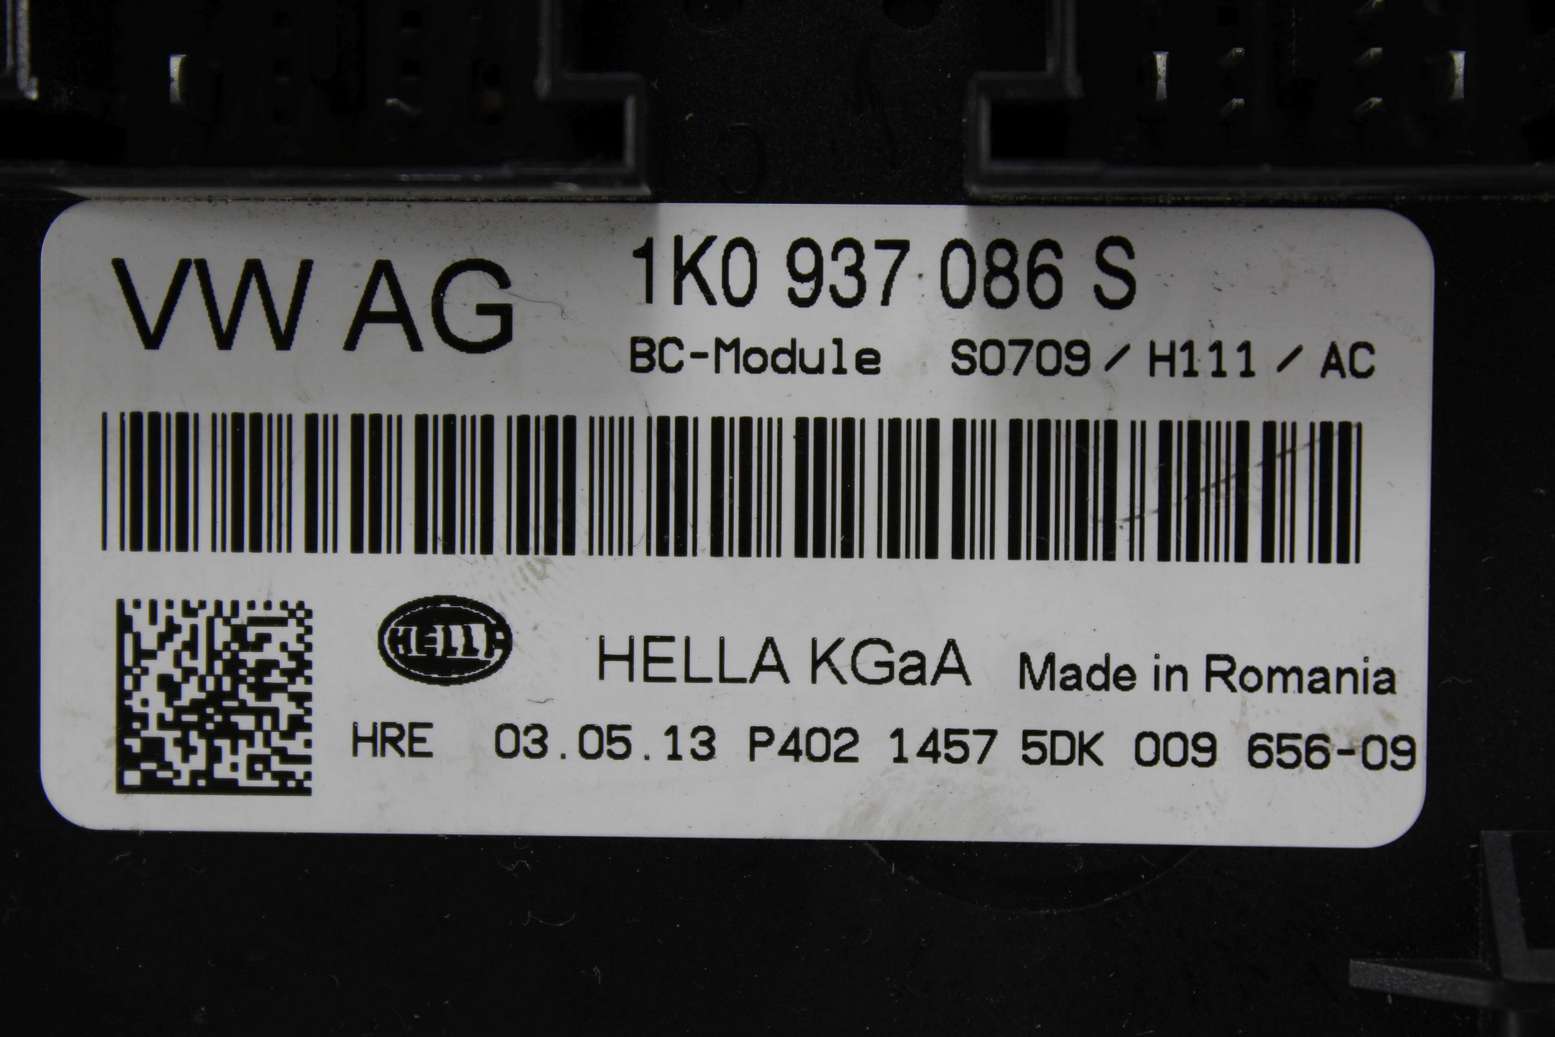 VW AG 1K0 937 086 S
BC-Module S0709 / H111 / AC
HELLA HELLA KGaA Made in Romania
HRE 03.05.13 P402 1457 5DK 009 656-09